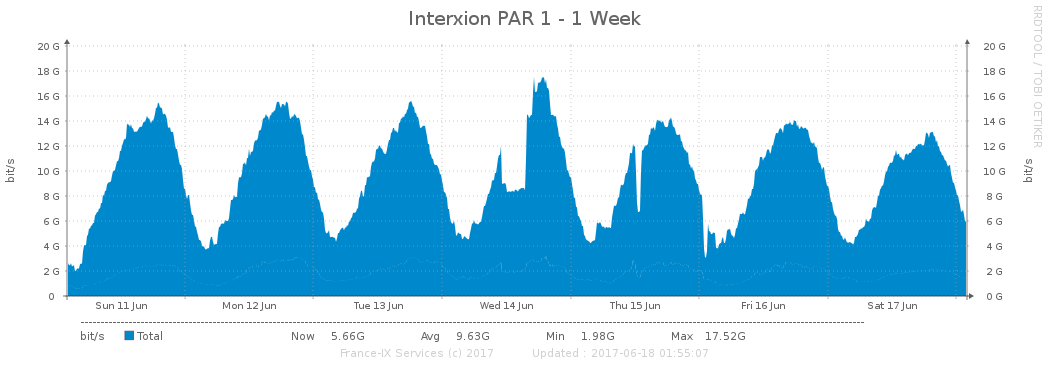 Interxion PAR 1 - 1 Week
RRDTOOL / TOBI OETIKER
bit/s
20 G 20 G
18 G 18 G
16 G 16 G
14 G 14 G
12 G 12 G
10 G 10 G
8 G 8 G
6 G 6 G
4 G 4 G
2 G 2 G
0 0 G
bit/s
Sun 11 Jun Mon 12 Jun Tue 13 Jun Wed 14 Jun Thu 15 Jun Fri 16 Jun Sat 17 Jun
bit/s Total Now 5.66G Avg 9.63G Min 1.98G Max 17.52G
France-IX Services (c) 2017 Updated : 2017-06-18 01:55:07